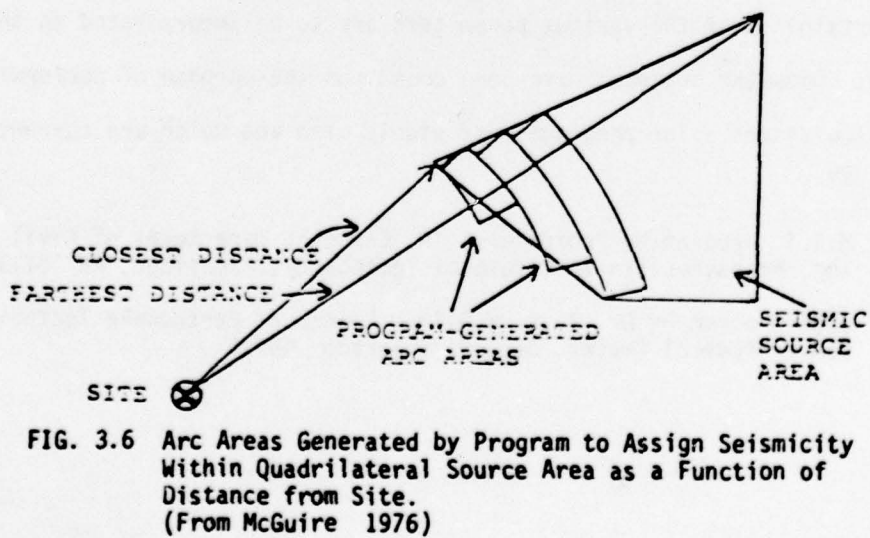 CLOSEST DISTANCE
FARTHEST DISTANCE
PROGRAM-GENERATED
ARC AREAS
SEISMIC
SOURCE
AREA
SITE
FIG. 3.6 Arc Areas Generated by Program to Assign Seismicity
Within Quadrilateral Source Area as a Function of
Distance from Site.
(From McGuire 1976)